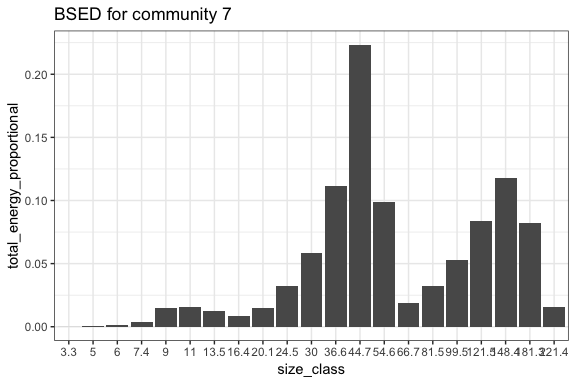 BSED for community 7
total_energy_proportional
0.20
0.15
0.10
0.05
0.00
3.3 5 6 7.4 9 11 13.5 16.4 20.1 24.5 30 36.6 44.7 54.6 66.7 81.5 99.5 121.5 148.4 181.3 221.4
size_class